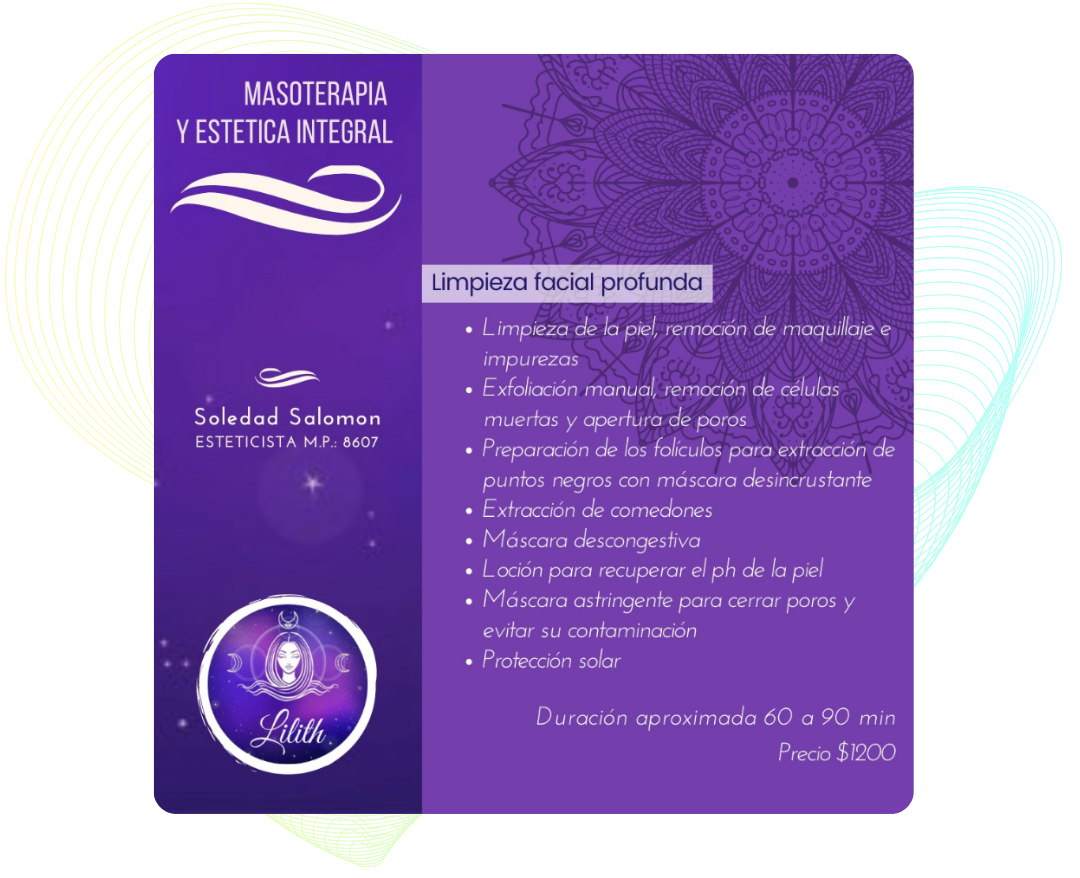 MASOTERAPIA
Y ESTETICA INTEGRAL
Soledad Salomon
ESTETICISTA M.P.: 8607
Lilith
Limpieza facial profunda
• Limpieza de la piel, remoción de maquillaje e
impurezas
• Exfoliación manual, remoción de células
muertas y apertura de poros
• Preparación de los folículos para extracción de
puntos negros con máscara desincrustante
• Extracción de comedones
• Máscara descongestiva
• Loción para recuperar el ph de la piel
• Máscara astringente para cerrar poros y
evitar su contaminación
• Protección solar
Duración aproximada 60 a 90 min
Precio $1200